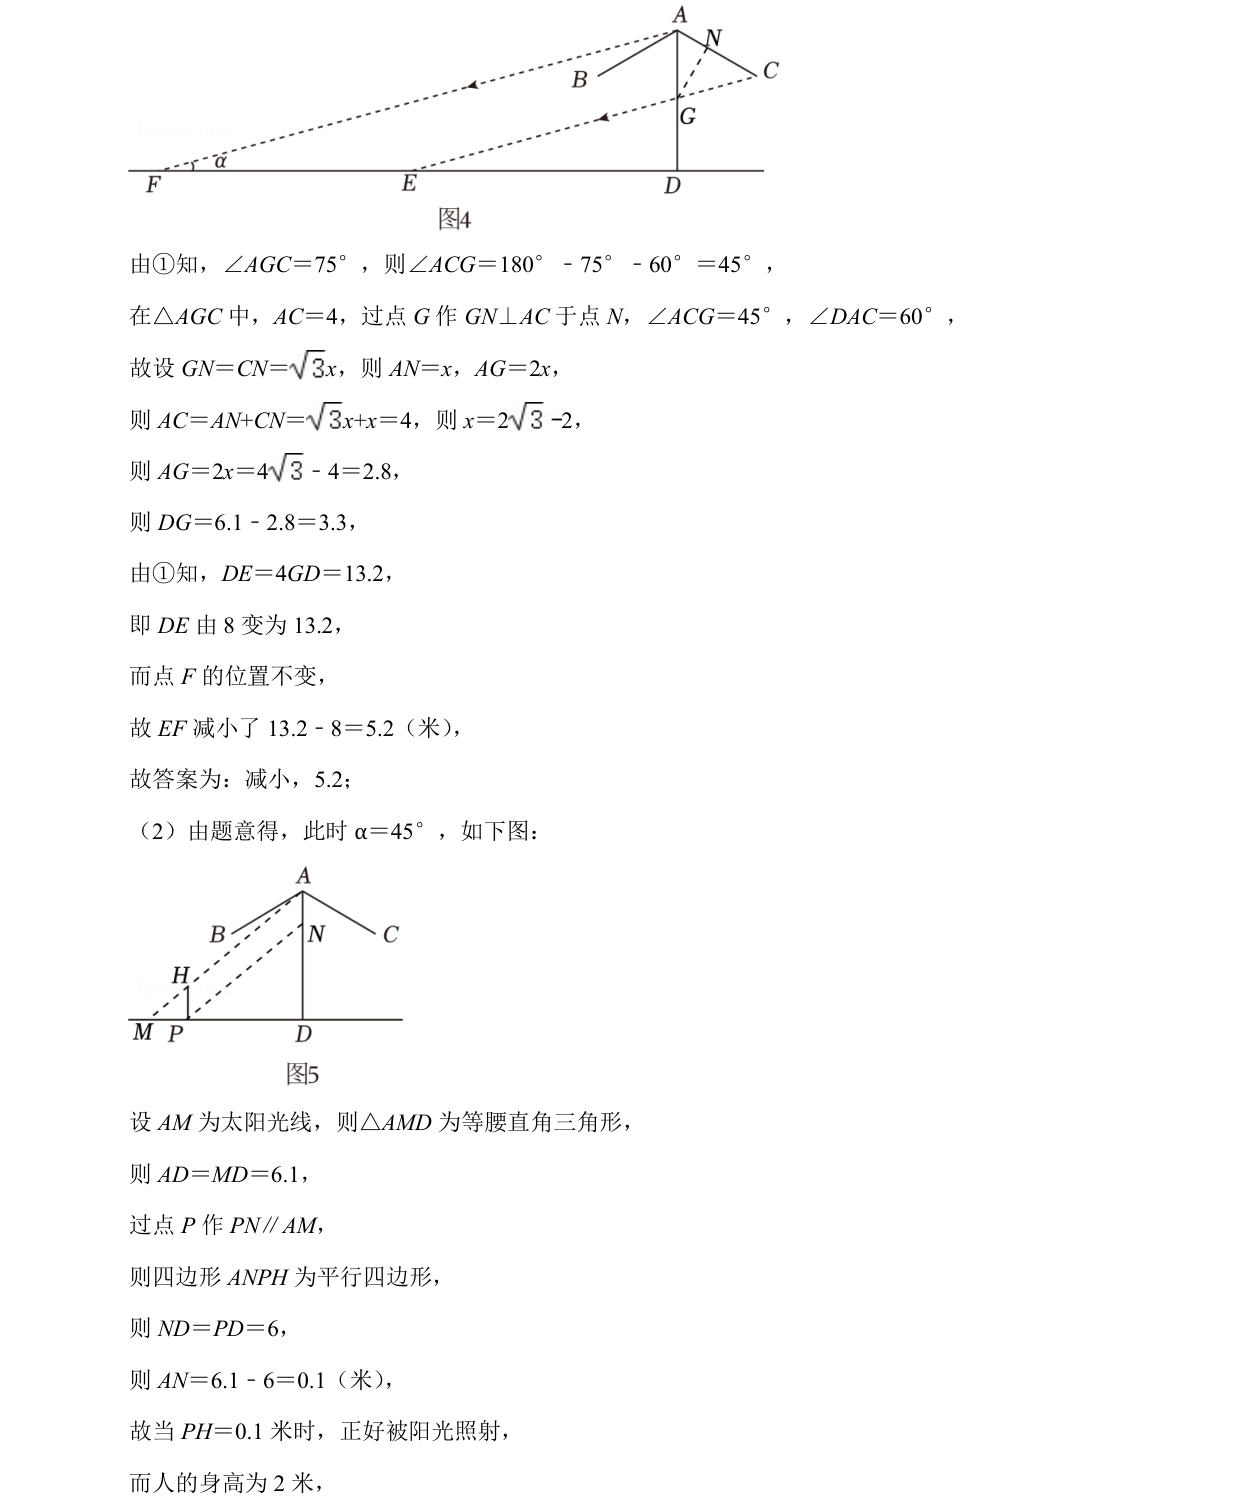 A
N
B
C
G
α
F
E
D
图4
由①知，∠AGC＝75°，则∠ACG＝180°﹣75°﹣60°＝45°，
在△AGC中，AC＝4，过点G作GN⊥AC于点N，∠ACG＝45°，∠DAC＝60°，
故设GN＝CN＝√3x，则AN＝x，AG＝2x，
则AC＝AN+CN＝√3x+x＝4，则x＝2√3﹣2，
则AG＝2x＝4√3﹣4＝2.8，
则DG＝6.1﹣2.8＝3.3，
由①知，DE＝4GD＝13.2，
即DE由8变为13.2，
而点F的位置不变，
故EF减小了13.2﹣8＝5.2（米），
故答案为：减小，5.2；
（2）由题意得，此时α＝45°，如下图：
A
B
N
C
H
M
P
D
图5
设AM为太阳光线，则△AMD为等腰直角三角形，
则AD＝MD＝6.1，
过点P作PN∥AM，
则四边形ANPH为平行四边形，
则ND＝PD＝6，
则AN＝6.1﹣6＝0.1（米），
故当PH＝0.1米时，正好被阳光照射，
而人的身高为2米，